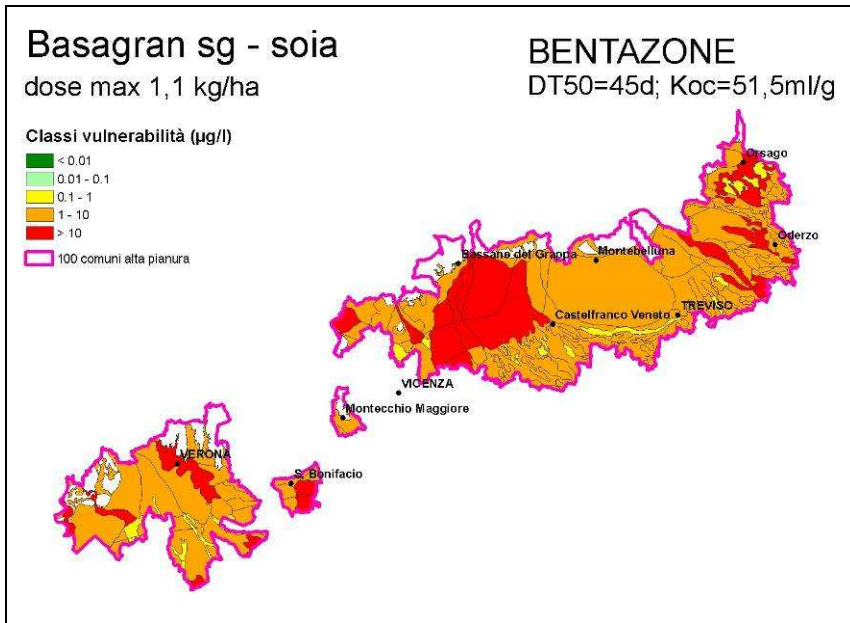 Basagran sg - soia
dose max 1,1 kg/ha
BENTAZONE
DT50=45d; Koc=51,5ml/g
Classi vulnerabilità (µg/l)
< 0.01
0.01 - 0.1
0.1 - 1
1 - 10
> 10
100 comuni alta pianura
Orsago
Oderzo
Bassano del Grappa
Montebelluna
TREVISO
Castelfranco Veneto
VICENZA
Montecchio Maggiore
VERONA
S. Bonifacio